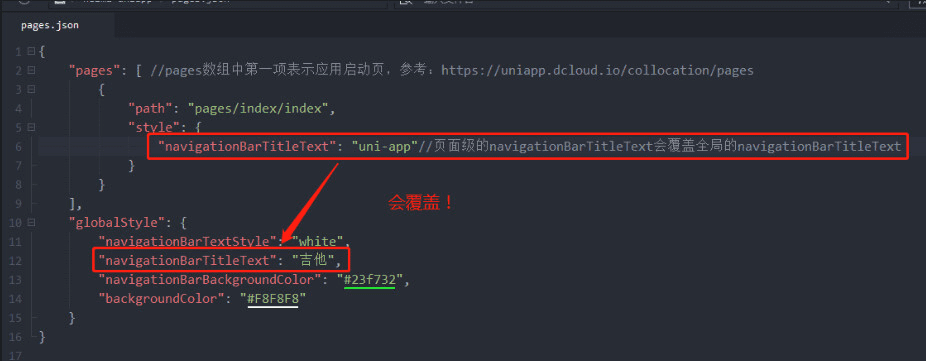 pages.json
1 {
2 "pages": [ //pages数组中第一项表示应用启动页，参考：https://uniapp.dcloud.io/collocation/pages
3 {
4 "path": "pages/index/index",
5 "style": {
6 "navigationBarTitleText": "uni-app"//页面级的navigationBarTitleText会覆盖全局的navigationBarTitleText
7 }
8 }
9 ],
会覆盖！
10 "globalStyle": {
11 "navigationBarTextStyle": "white",
12 "navigationBarTitleText": "吉他",
13 "navigationBarBackgroundColor": "#23f732",
14 "backgroundColor": "#F8F8F8"
15 }
16 }
17